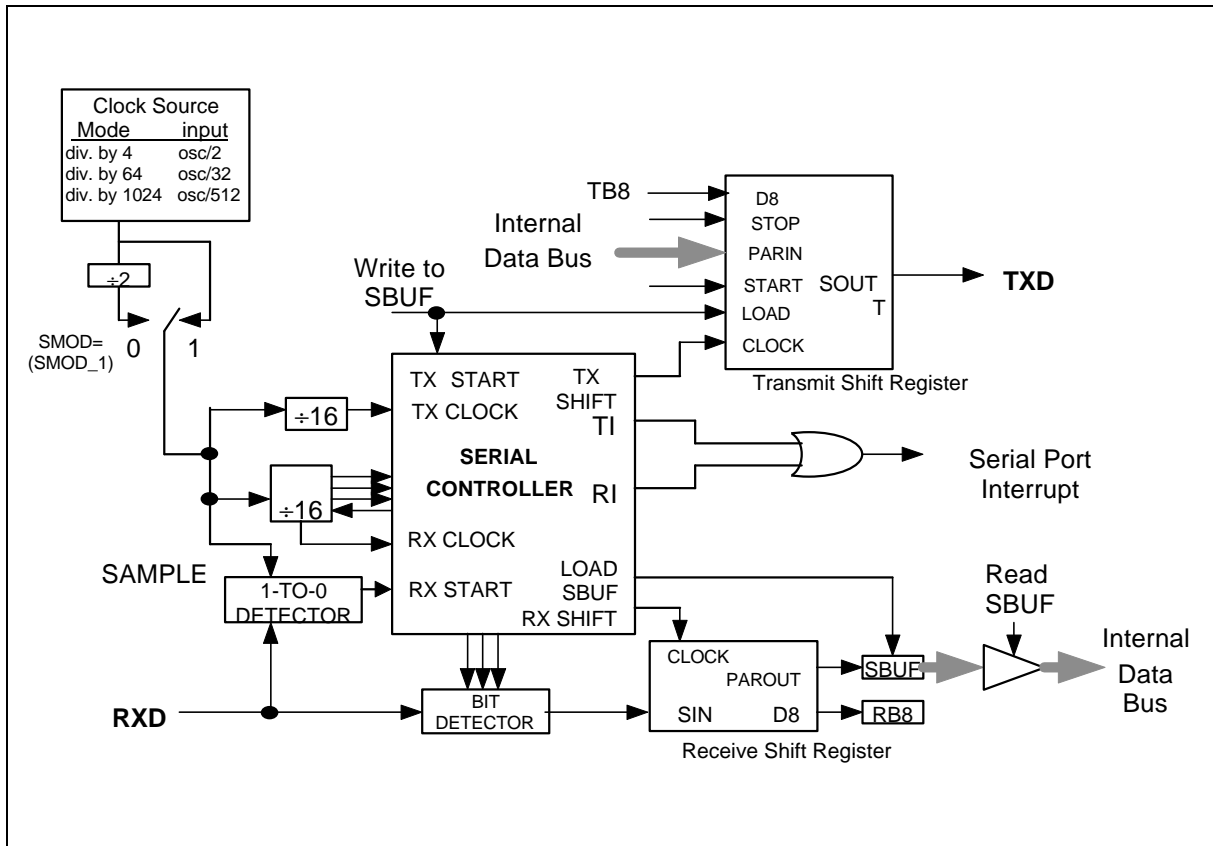 Clock Source
Mode input
div. by 4 osc/2
div. by 64 osc/32
div. by 1024 osc/512
÷2
SMOD=
(SMOD_1)
0 1
TB8
Internal
Data Bus
Write to
SBUF
D8
STOP
PARIN
START
LOAD
CLOCK
SOUT
T
TXD
Transmit Shift Register
÷16
÷16
SAMPLE
1-TO-0
DETECTOR
RXD
TX START
TX CLOCK
SERIAL
CONTROLLER
RX CLOCK
RX START
TX
SHIFT
TI
RI
LOAD
SBUF
RX SHIFT
Serial Port
Interrupt
BIT
DETECTOR
CLOCK
PAROUT
SIN D8
Receive Shift Register
SBUF
RB8
Read
SBUF
Internal
Data
Bus